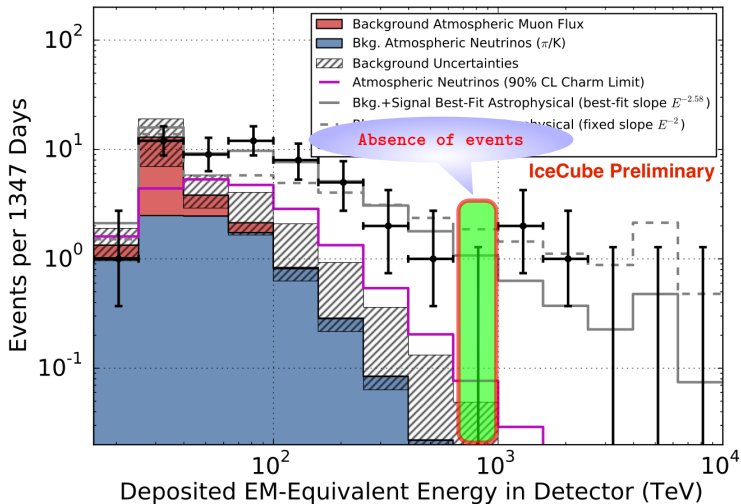 Background Atmospheric Muon Flux
Bkg. Atmospheric Neutrinos (π/K)
Background Uncertainties
Atmospheric Neutrinos (90% CL Charm Limit)
Bkg.+Signal Best-Fit Astrophysical (best-fit slope E^-2.58)
(fixed slope E^-2)
Absence of events
IceCube Preliminary
Events per 1347 Days
10^2
10^1
10^0
10^-1
10^2
10^3
10^4
Deposited EM-Equivalent Energy in Detector (TeV)